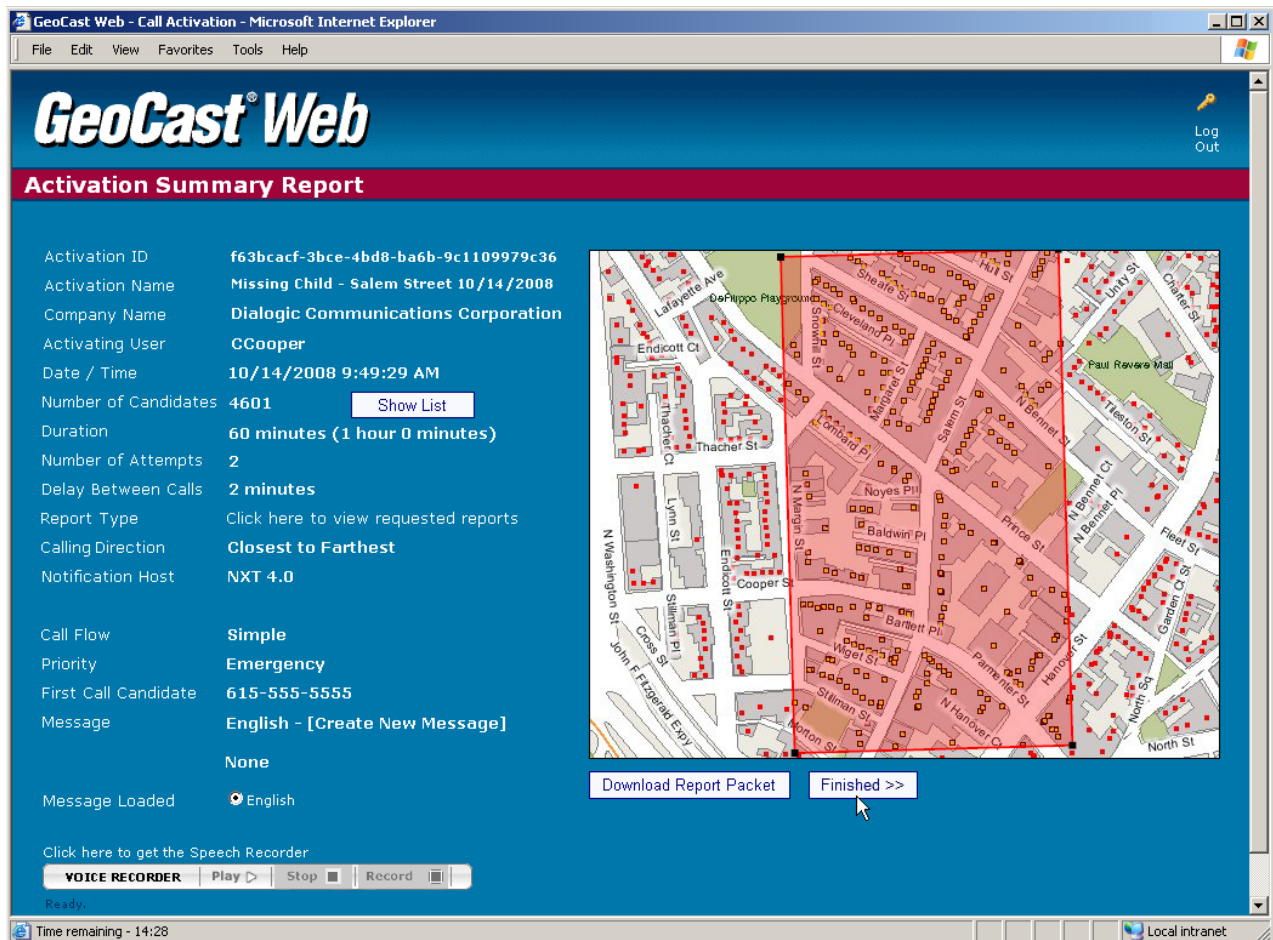 GeoCast Web - Call Activation - Microsoft Internet Explorer
File Edit View Favorites Tools Help
GeoCast® Web
Log
Out
Activation Summary Report
Activation ID f63bcacf-3bce-4bd8-ba6b-9c1109979c36
Activation Name Missing Child - Salem Street 10/14/2008
Company Name Dialogic Communications Corporation
Activating User CCooper
Date / Time 10/14/2008 9:49:29 AM
Number of Candidates 4601 Show List
Duration 60 minutes (1 hour 0 minutes)
Number of Attempts 2
Delay Between Calls 2 minutes
Report Type Click here to view requested reports
Calling Direction Closest to Farthest
Notification Host NXT 4.0
Call Flow Simple
Priority Emergency
First Call Candidate 615-555-5555
Message English - [Create New Message]
None
Message Loaded English
Click here to get the Speech Recorder
VOICE RECORDER Play Stop Record
Ready.
Lafayette Ave
DeFilippo Playground
Sheafe St
Hull St
Unity St
Charter St
Snowhill St
Cleveland Pl
Endicott Ct
Margaret St
Paul Revere Mall
Thacher Ct
Salem St
N Bennet St
Tileston St
Thacher St
Lombard Pl
Lynn St
N Margin St
Noyes Pl
N Bennet Ct
N Bennet Pl
Prince St
Baldwin Pl
Fleet St
N Washington St
Endicott St
Cooper St
Stillman Pl
Garden Ct St
Cross St
Bartlett Pl
Wiget St
John F Fitzgerald Expy
Parmenter St
Hanover St
Stillman St
N Hanover Ct
North Sq
Morton St
North St
Download Report Packet Finished >>
Time remaining - 14:28
Local intranet